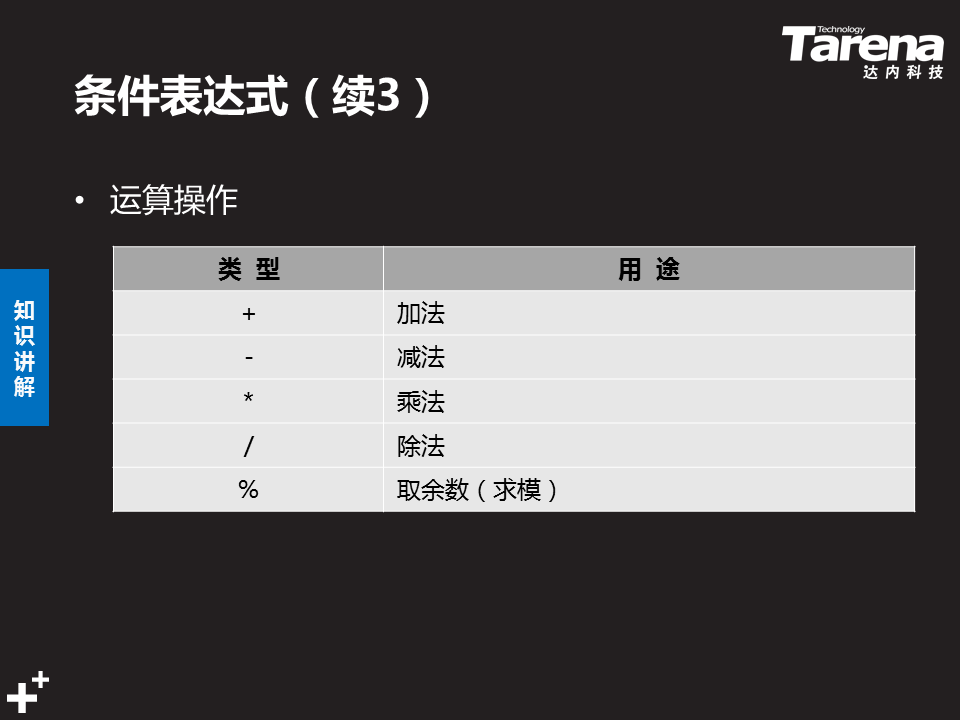 Technology
Tarena
达内科技
条件表达式（续3）
• 运算操作
知识讲解
类 型 用 途
+ 加法
- 减法
* 乘法
/ 除法
% 取余数（求模）